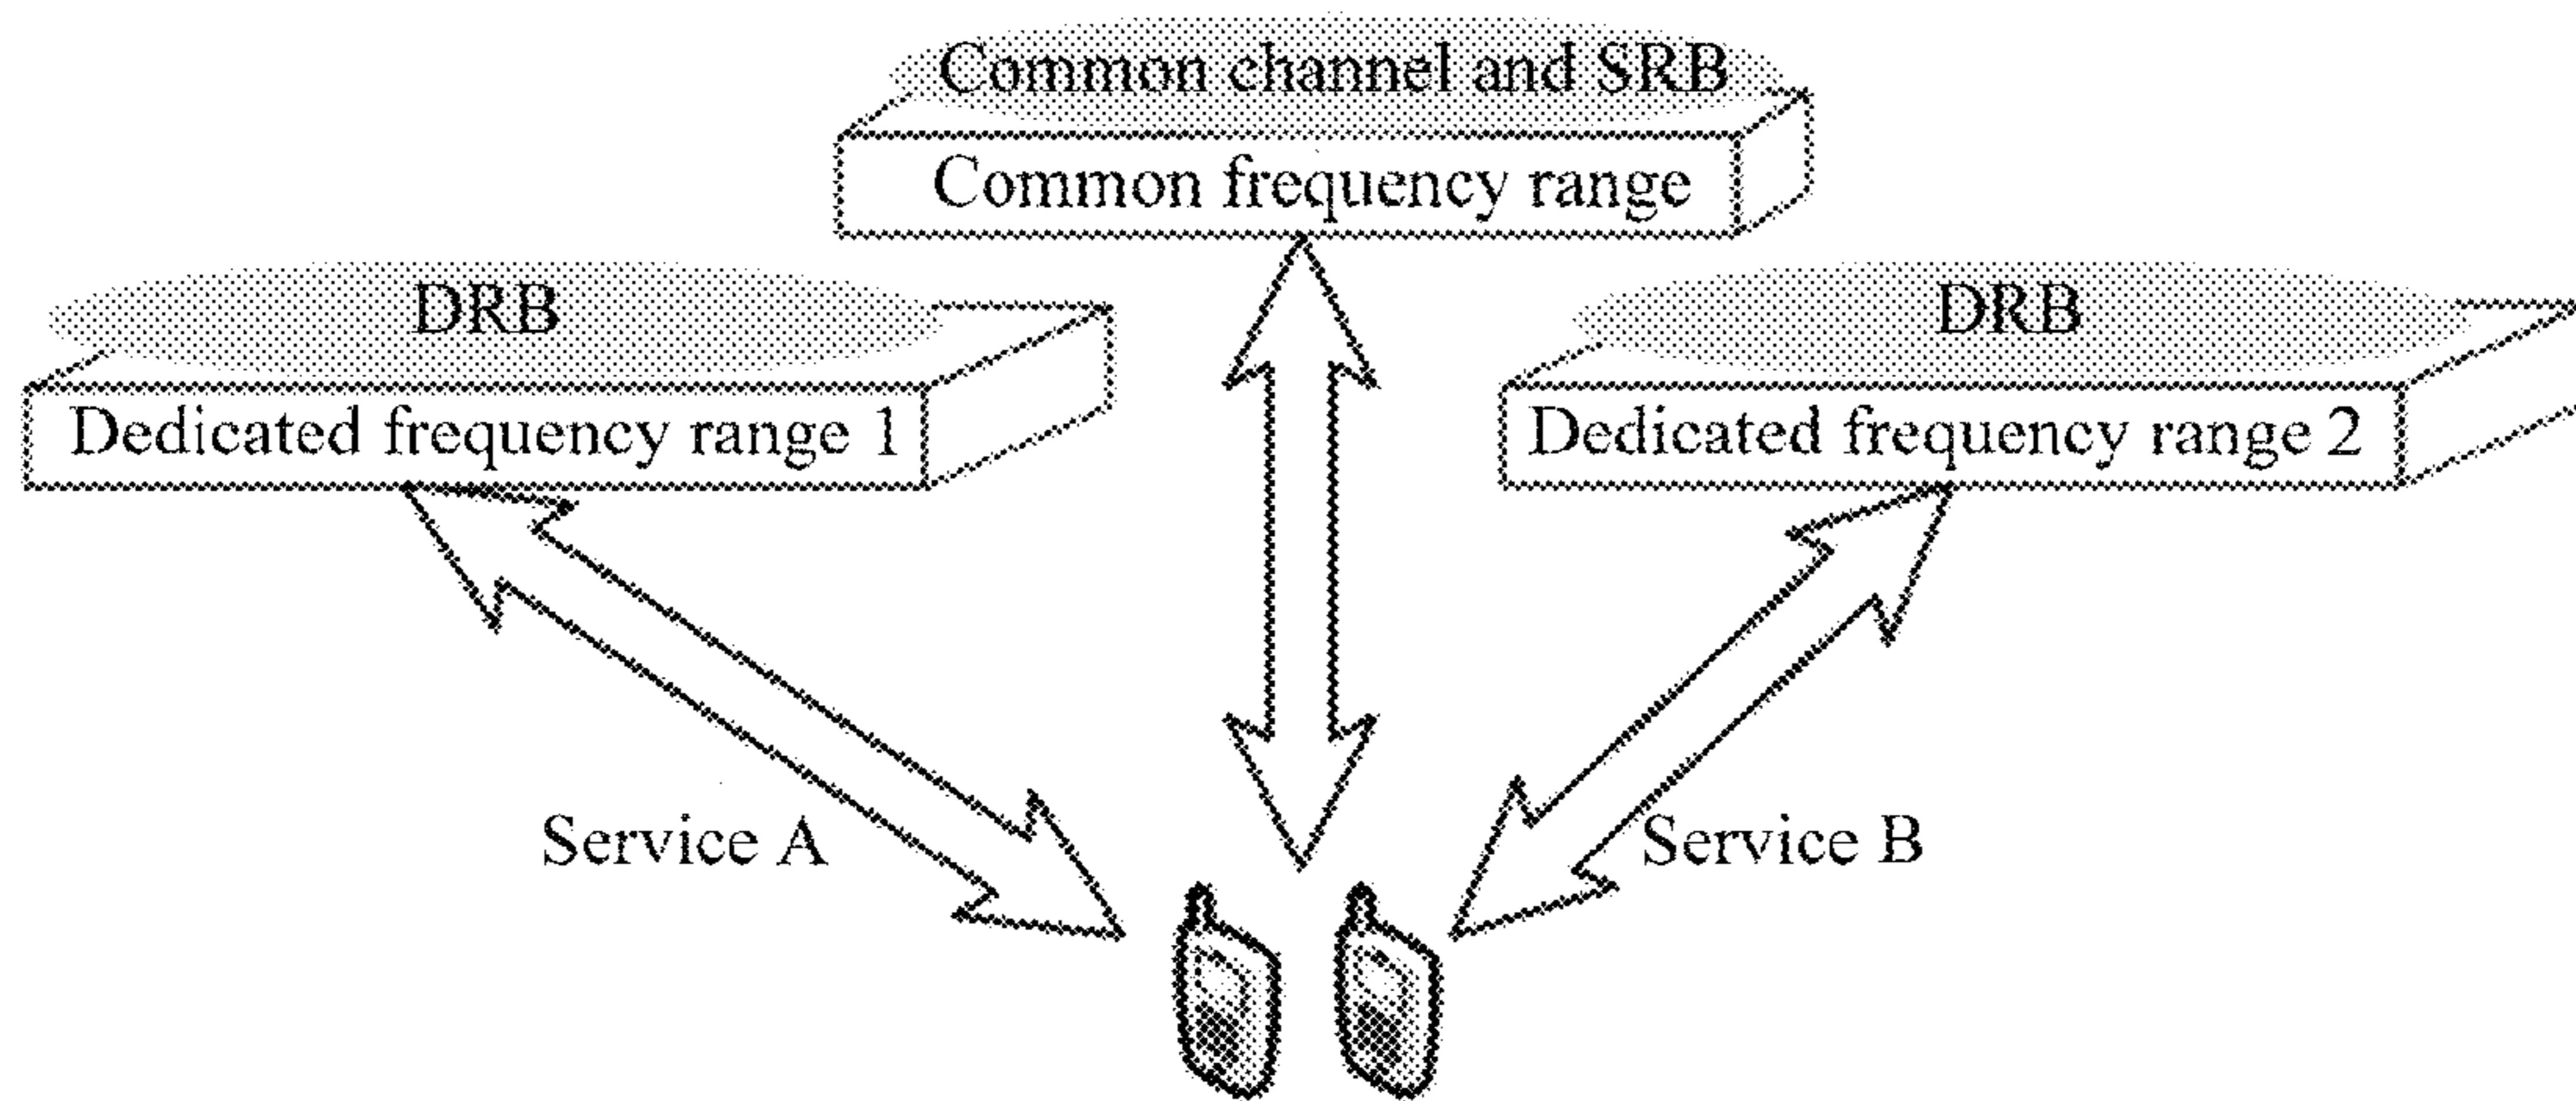 Common channel and SRB
Common frequency range
DRB
Dedicated frequency range 1
DRB
Dedicated frequency range 2
Service A
Service B